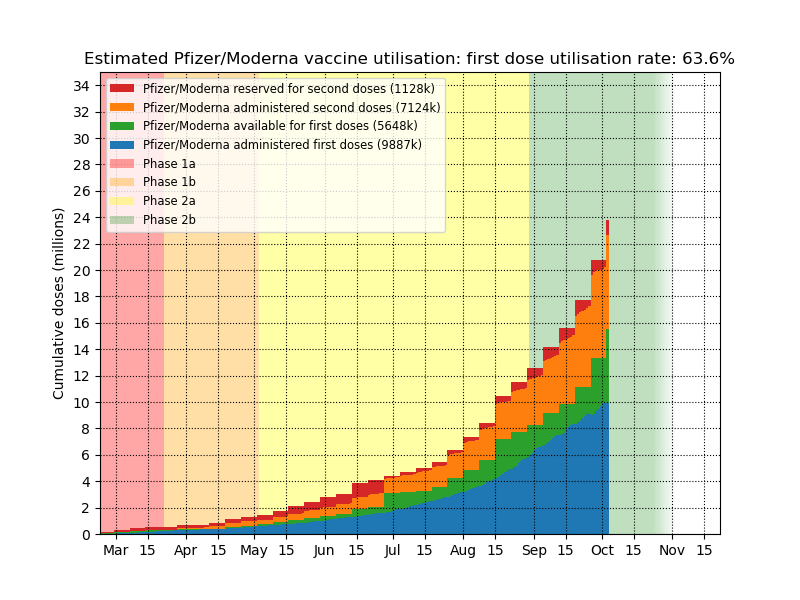 Estimated Pfizer/Moderna vaccine utilisation: first dose utilisation rate: 63.6%
Pfizer/Moderna reserved for second doses (1128k)
Pfizer/Moderna administered second doses (7124k)
Pfizer/Moderna available for first doses (5648k)
Pfizer/Moderna administered first doses (9887k)
Phase 1a
Phase 1b
Phase 2a
Phase 2b
Cumulative doses (millions)
34
32
30
28
26
24
22
20
18
16
14
12
10
8
6
4
2
0
Mar 15 Apr 15 May 15 Jun 15 Jul 15 Aug 15 Sep 15 Oct 15 Nov 15